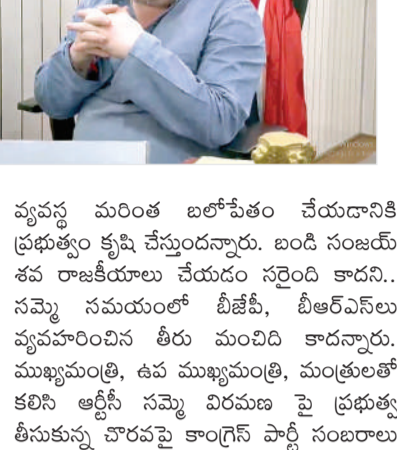 వ్యవస్థ మరింత బలోపేతం చేయడానికి
ప్రభుత్వం కృషి చేస్తుందన్నారు. బండి సంజయ్
శవ రాజకీయాలు చేయడం సరైంది కాదని..
సమ్మె సమయంలో బీజేపీ, బీఆర్ఎస్‌లు
వ్యవహరించిన తీరు మంచిది కాదన్నారు.
ముఖ్యమంత్రి, ఉప ముఖ్యమంత్రి, మంత్రులతో
కలిసి ఆర్టీసీ సమ్మె విరమణ పై ప్రభుత్వ
తీసుకున్న చొరవపై కాంగ్రెస్ పార్టీ సంబరాలు